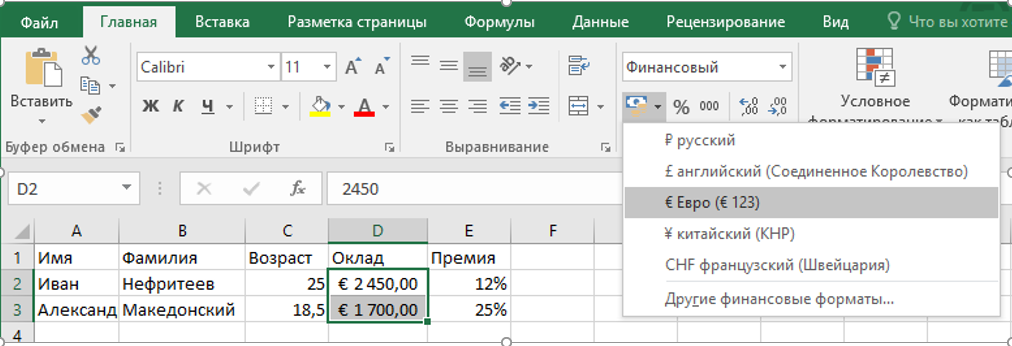 Файл Главная Вставка Разметка страницы Формулы Данные Рецензирование Вид Что вы хотите
Вставить
Calibri 11
Ж К Ч А
Финансовый
% 000
Условное
форматирование
Формати
как табл
Буфер обмена Шрифт Выравнивание
₽ русский
£ английский (Соединенное Королевство)
€ Евро (€ 123)
¥ китайский (КНР)
CHF французский (Швейцария)
Другие финансовые форматы...
D2 fx 2450
A B C D E F
1 Имя Фамилия Возраст Оклад Премия
2 Иван Нефритеев 25 € 2 450,00 12%
3 Александ Македонский 18,5 € 1 700,00 25%
4